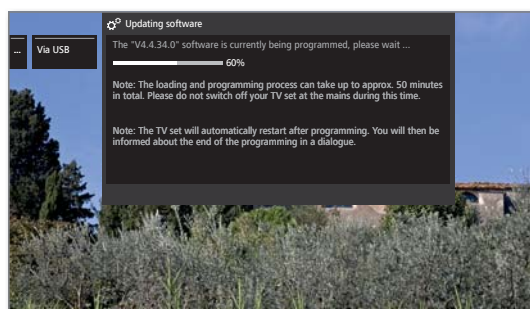 Updating software
... Via USB
The "V4.4.34.0" software is currently being programmed, please wait ...
60%
Note: The loading and programming process can take up to approx. 50 minutes
in total. Please do not switch off your TV set at the mains during this time.
Note: The TV set will automatically restart after programming. You will then be
informed about the end of the programming in a dialogue.